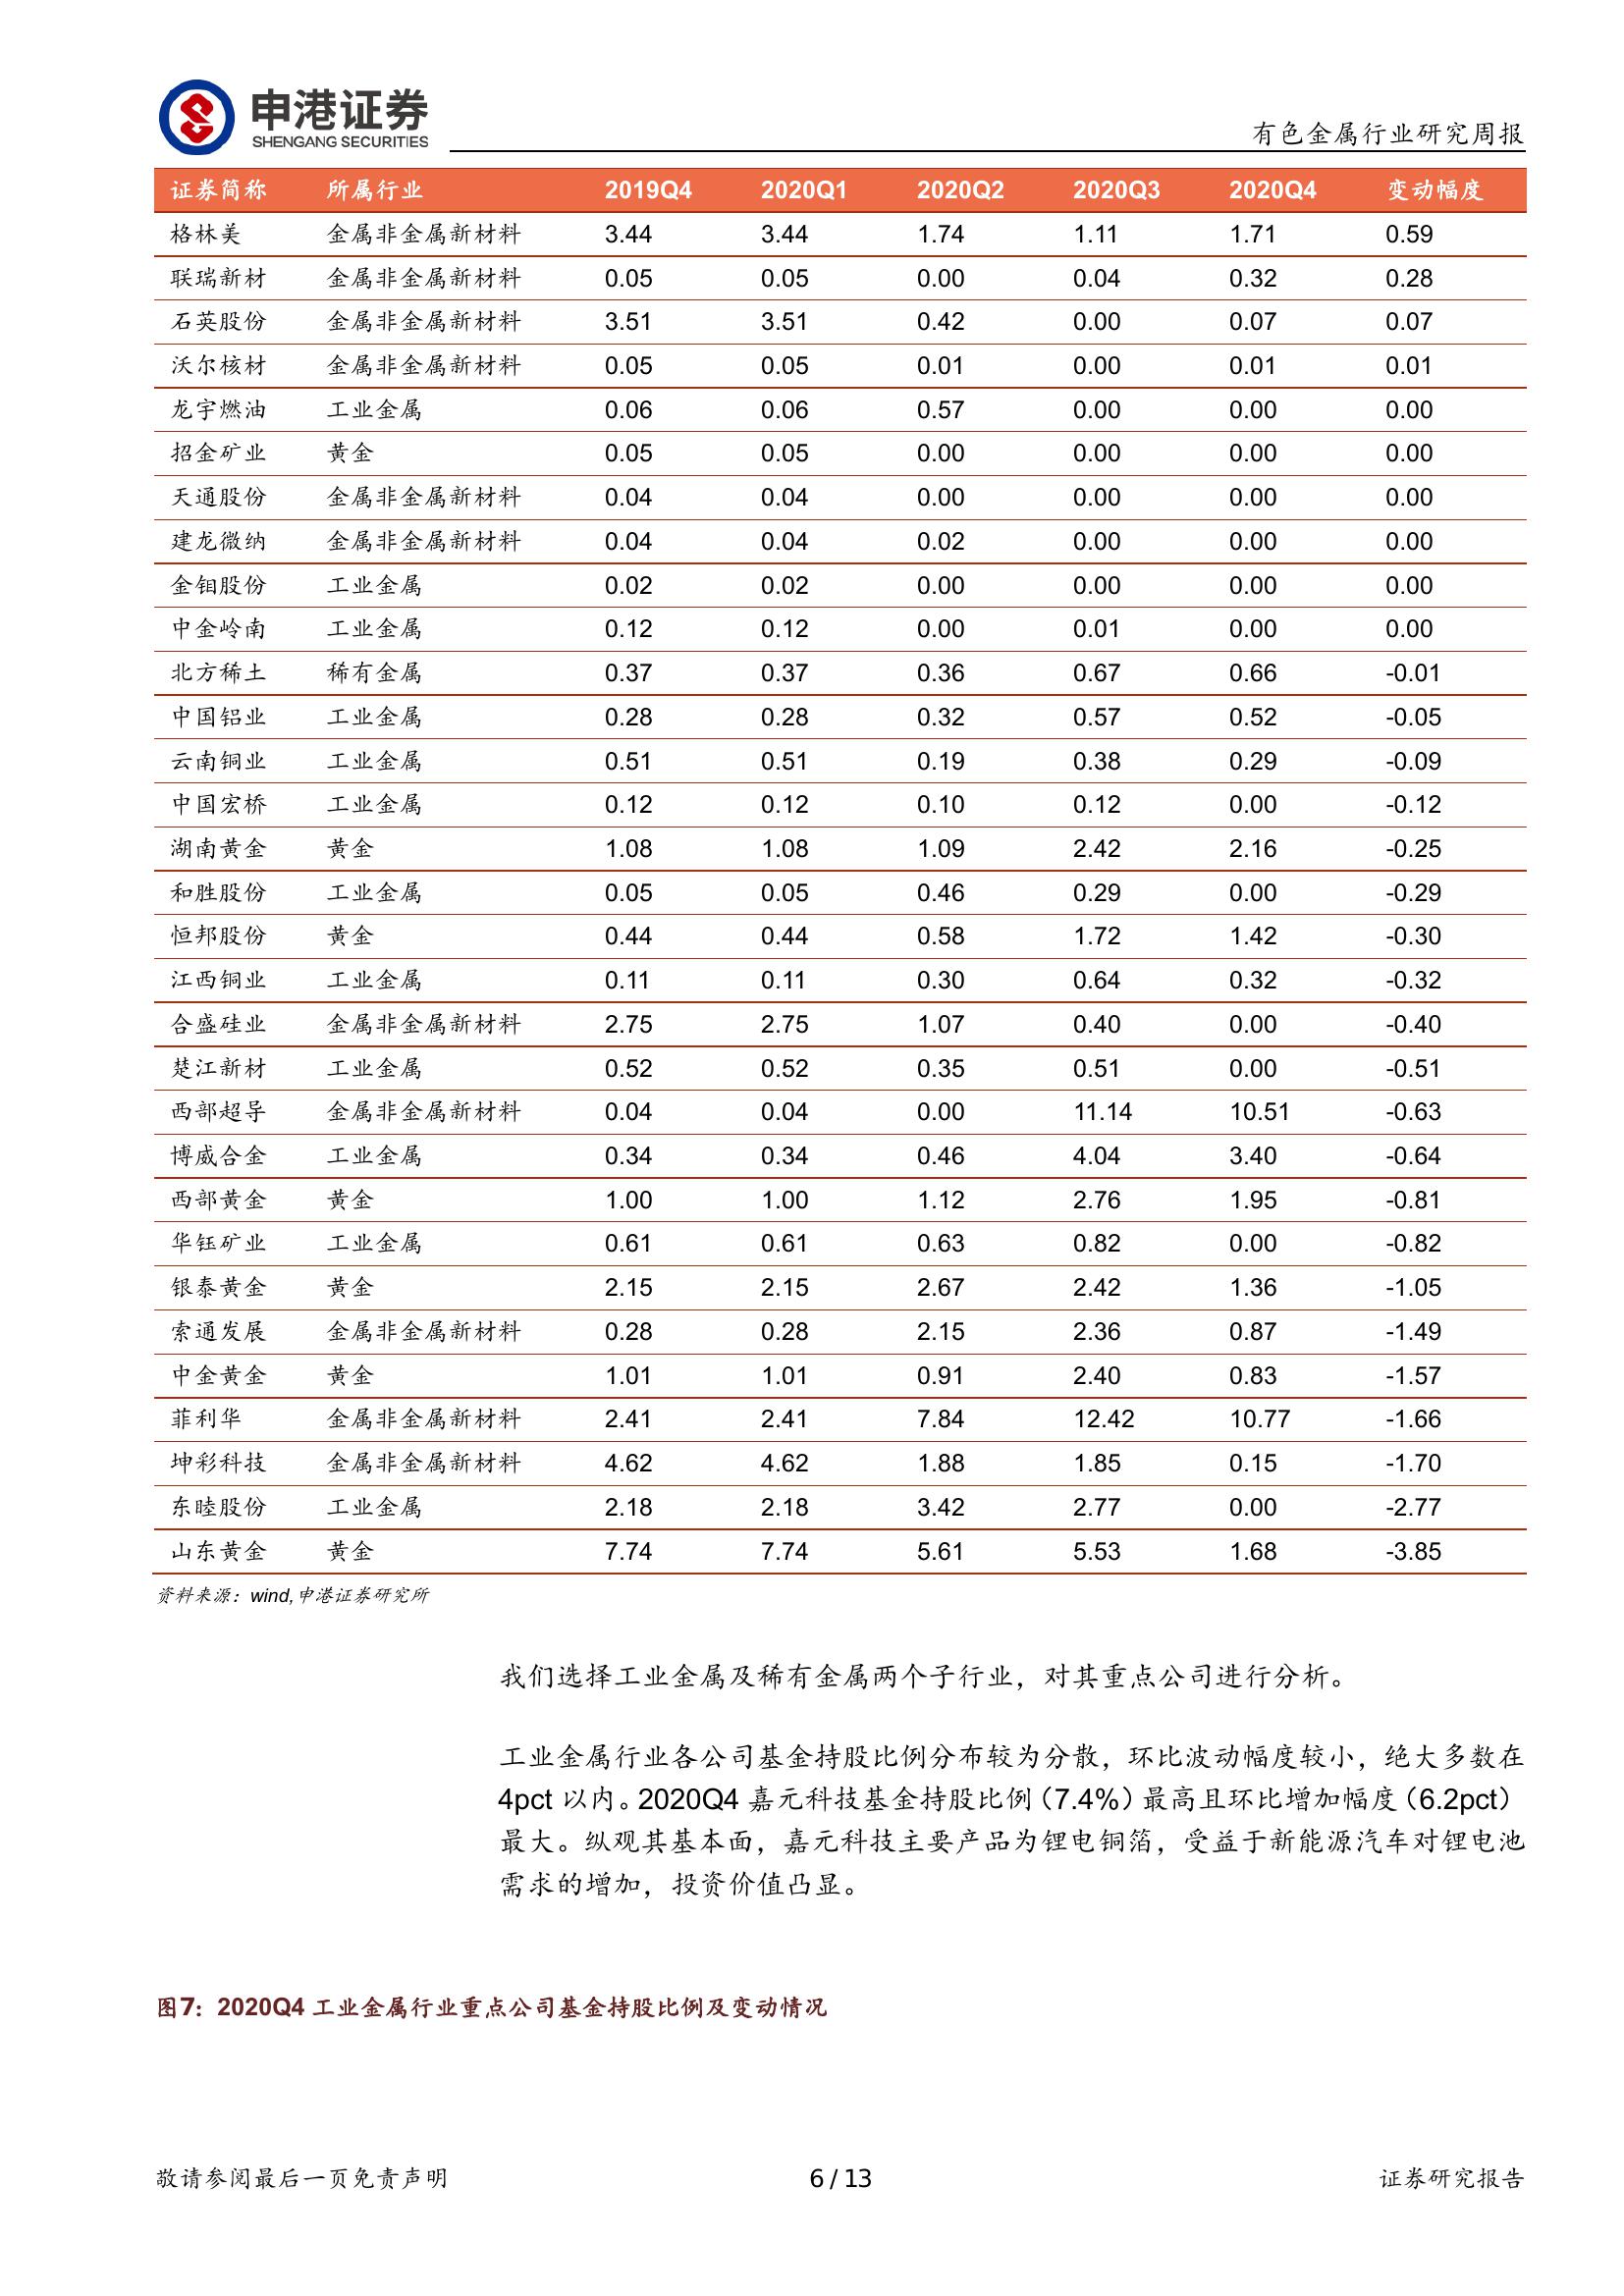 申港证券
SHENGANG SECURITIES
有色金属行业研究周报
证券简称 所属行业 2019Q4 2020Q1 2020Q2 2020Q3 2020Q4 变动幅度
格林美 金属非金属新材料 3.44 3.44 1.74 1.11 1.71 0.59
联瑞新材 金属非金属新材料 0.05 0.05 0.00 0.04 0.32 0.28
石英股份 金属非金属新材料 3.51 3.51 0.42 0.00 0.07 0.07
沃尔核材 金属非金属新材料 0.05 0.05 0.01 0.00 0.01 0.01
龙宇燃油 工业金属 0.06 0.06 0.57 0.00 0.00 0.00
招金矿业 黄金 0.05 0.05 0.00 0.00 0.00 0.00
天通股份 金属非金属新材料 0.04 0.04 0.00 0.00 0.00 0.00
建龙微纳 金属非金属新材料 0.04 0.04 0.02 0.00 0.00 0.00
金钼股份 工业金属 0.02 0.02 0.00 0.00 0.00 0.00
中金岭南 工业金属 0.12 0.12 0.00 0.01 0.00 0.00
北方稀土 稀有金属 0.37 0.37 0.36 0.67 0.66 -0.01
中国铝业 工业金属 0.28 0.28 0.32 0.57 0.52 -0.05
云南铜业 工业金属 0.51 0.51 0.19 0.38 0.29 -0.09
中国宏桥 工业金属 0.12 0.12 0.10 0.12 0.00 -0.12
湖南黄金 黄金 1.08 1.08 1.09 2.42 2.16 -0.25
和胜股份 工业金属 0.05 0.05 0.46 0.29 0.00 -0.29
恒邦股份 黄金 0.44 0.44 0.58 1.72 1.42 -0.30
江西铜业 工业金属 0.11 0.11 0.30 0.64 0.32 -0.32
合盛硅业 金属非金属新材料 2.75 2.75 1.07 0.40 0.00 -0.40
楚江新材 工业金属 0.52 0.52 0.35 0.51 0.00 -0.51
西部超导 金属非金属新材料 0.04 0.04 0.00 11.14 10.51 -0.63
博威合金 工业金属 0.34 0.34 0.46 4.04 3.40 -0.64
西部黄金 黄金 1.00 1.00 1.12 2.76 1.95 -0.81
华钰矿业 工业金属 0.61 0.61 0.63 0.82 0.00 -0.82
银泰黄金 黄金 2.15 2.15 2.67 2.42 1.36 -1.05
索通发展 金属非金属新材料 0.28 0.28 2.15 2.36 0.87 -1.49
中金黄金 黄金 1.01 1.01 0.91 2.40 0.83 -1.57
菲利华 金属非金属新材料 2.41 2.41 7.84 12.42 10.77 -1.66
坤彩科技 金属非金属新材料 4.62 4.62 1.88 1.85 0.15 -1.70
东睦股份 工业金属 2.18 2.18 3.42 2.77 0.00 -2.77
山东黄金 黄金 7.74 7.74 5.61 5.53 1.68 -3.85
资料来源：wind,申港证券研究所
我们选择工业金属及稀有金属两个子行业，对其重点公司进行分析。
工业金属行业各公司基金持股比例分布较为分散，环比波动幅度较小，绝大多数在
4pct 以内。2020Q4 嘉元科技基金持股比例（7.4%）最高且环比增加幅度（6.2pct）
最大。纵观其基本面，嘉元科技主要产品为锂电铜箔，受益于新能源汽车对锂电池
需求的增加，投资价值凸显。
图7：2020Q4 工业金属行业重点公司基金持股比例及变动情况
敬请参阅最后一页免责声明 6 / 13 证券研究报告